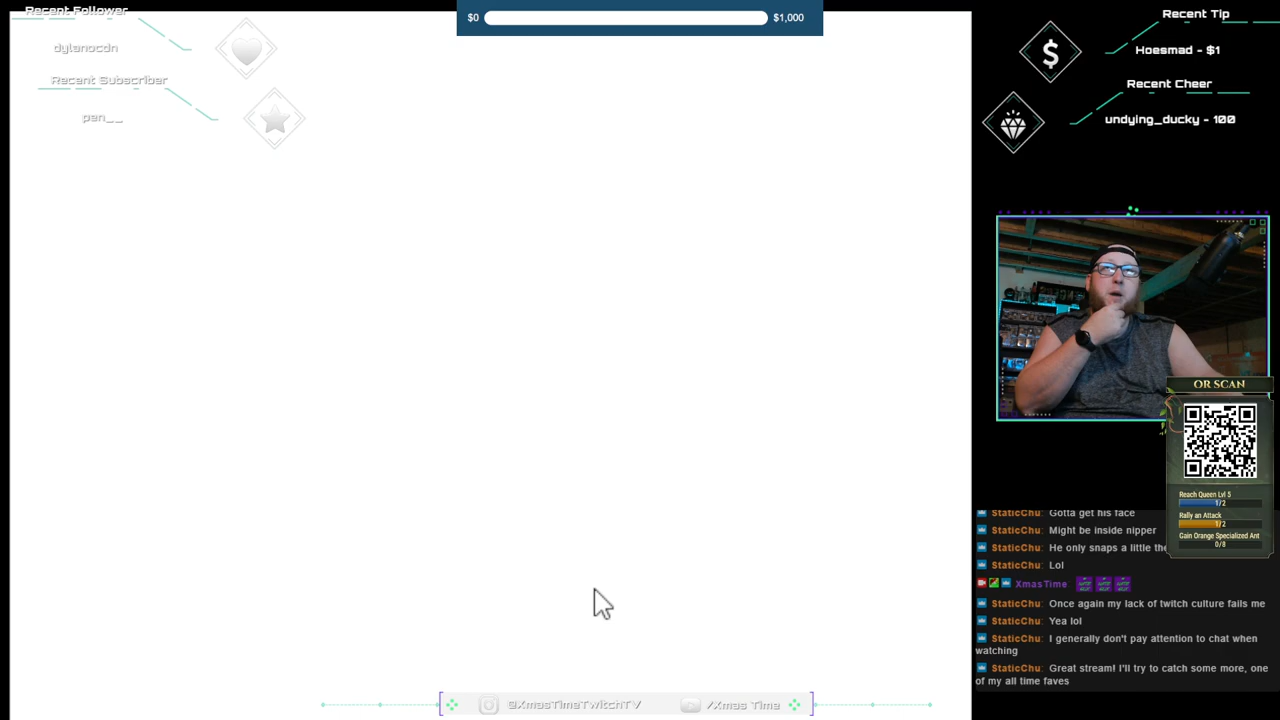 Recent Follower
dylanocdn
Recent Subscriber
pen__
$0 $1,000
Recent Tip
Hoesmad - $1
Recent Cheer
undying_ducky - 100
OR SCAN
Reach Queen Lvl 5
1/2
Rally an Attack
1/2
Gain Orange Specialized Ant
0/8
StaticChu: Gotta get his face
StaticChu: Might be inside nipper
StaticChu: He only snaps a little the
StaticChu: Lol
XmasTime
StaticChu: Once again my lack of twitch culture fails me
StaticChu: Yea lol
StaticChu: I generally don't pay attention to chat when
watching
StaticChu: Great stream! I'll try to catch some more, one
of my all time faves
@XmasTimeTwitchTV /Xmas Time